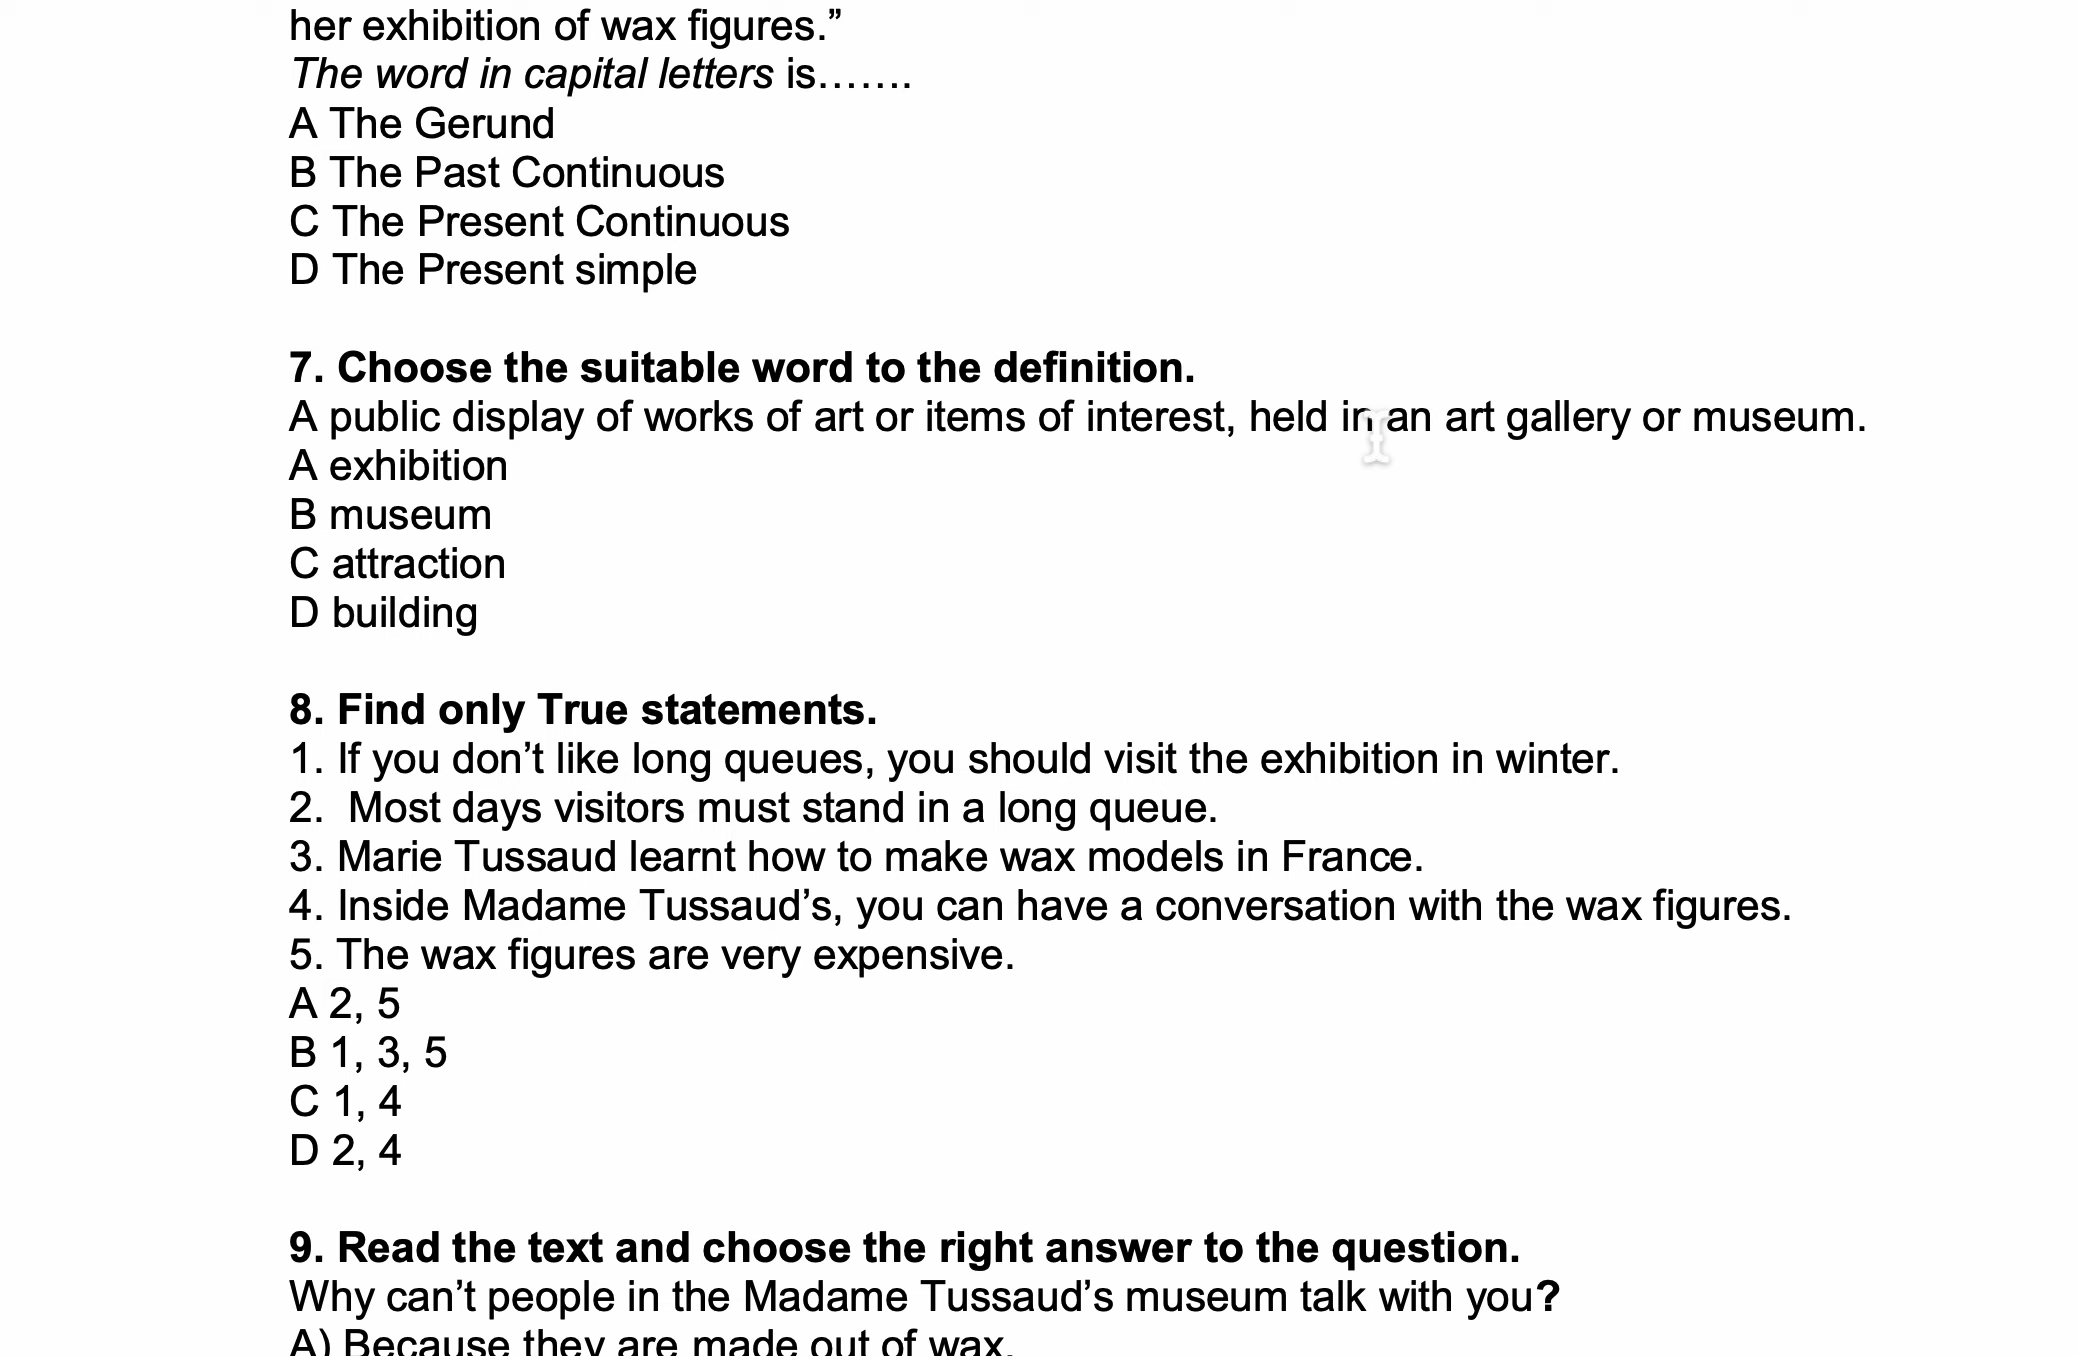 her exhibition of wax figures.”
The word in capital letters is…….
A The Gerund
B The Past Continuous
C The Present Continuous
D The Present simple
7. Choose the suitable word to the definition.
A public display of works of art or items of interest, held in an art gallery or museum.
A exhibition
B museum
C attraction
D building
8. Find only True statements.
1. If you don’t like long queues, you should visit the exhibition in winter.
2.  Most days visitors must stand in a long queue.
3. Marie Tussaud learnt how to make wax models in France.
4. Inside Madame Tussaud’s, you can have a conversation with the wax figures.
5. The wax figures are very expensive.
A 2, 5
B 1, 3, 5
C 1, 4
D 2, 4
9. Read the text and choose the right answer to the question.
Why can’t people in the Madame Tussaud’s museum talk with you?
A) Because they are made out of wax.